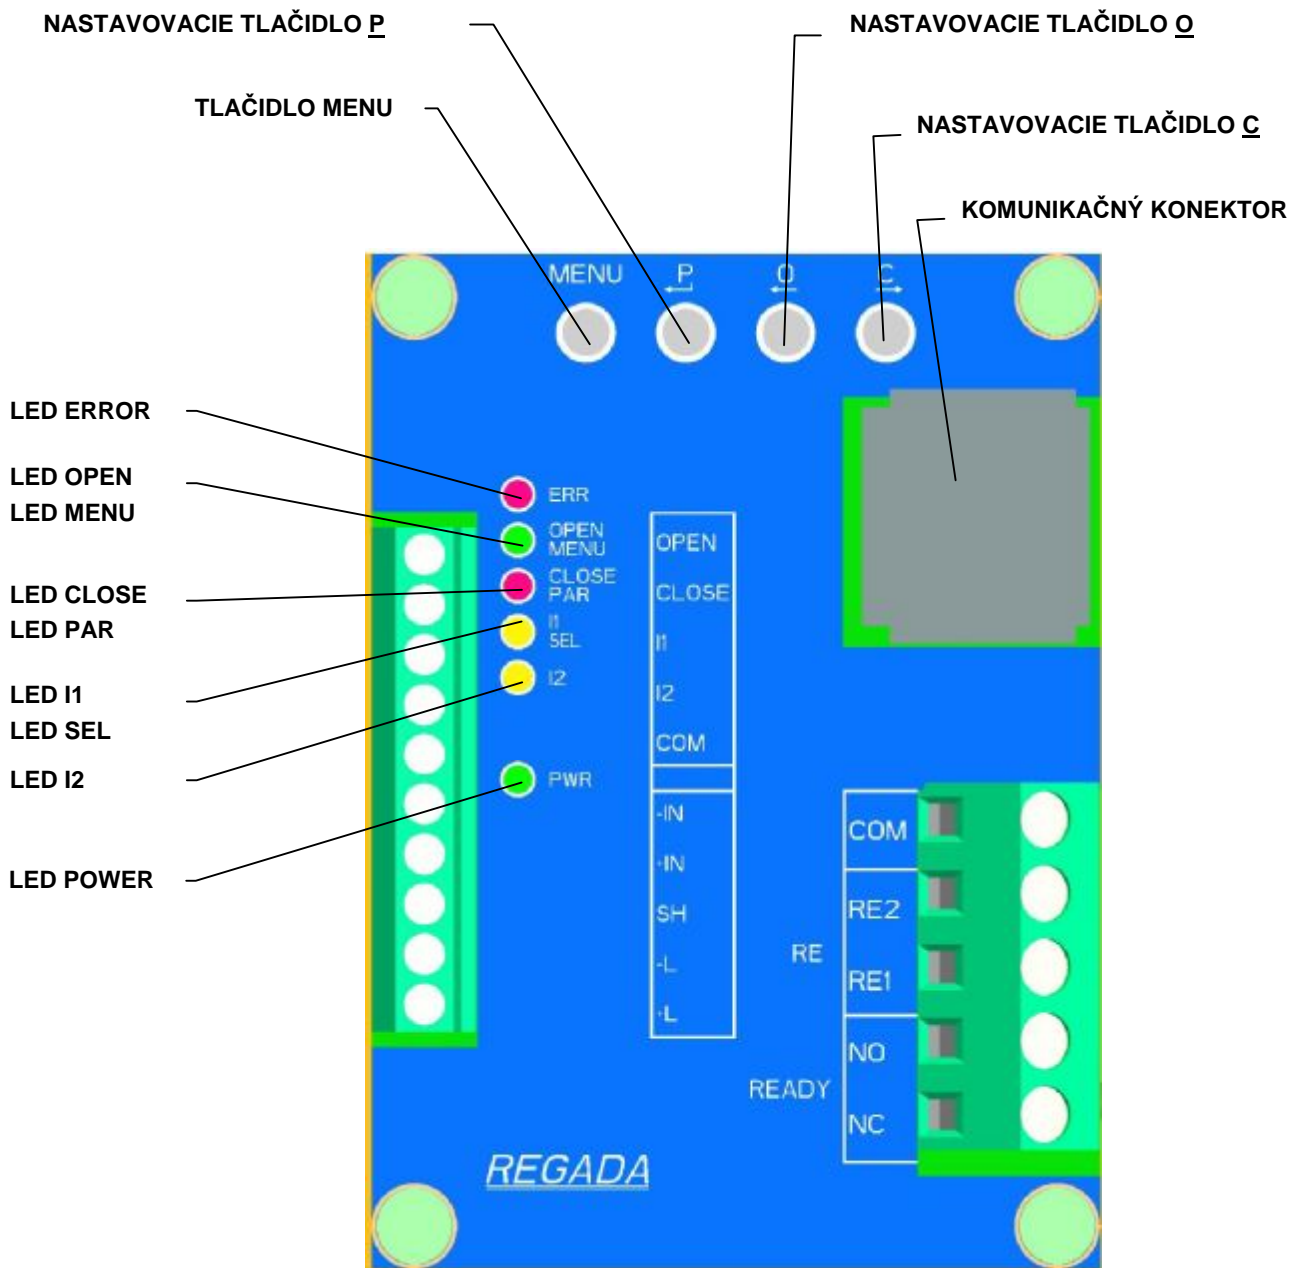 NASTAVOVACIE TLAČIDLO P
NASTAVOVACIE TLAČIDLO O
TLAČIDLO MENU
NASTAVOVACIE TLAČIDLO C
KOMUNIKAČNÝ KONEKTOR
MENU P O C
LED ERROR
LED OPEN
LED MENU
LED CLOSE
LED PAR
LED I1
LED SEL
LED I2
LED POWER
ERR
OPEN
MENU
CLOSE
PAR
I1
SEL
I2
PWR
OPEN
CLOSE
I1
I2
COM
-IN
+IN
SH
-L
+L
COM
RE2
RE
RE1
NO
READY
NC
REGADA